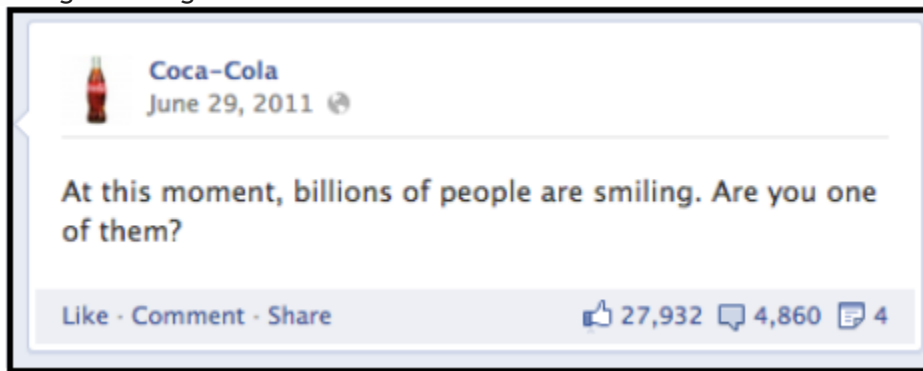 Coca-Cola
June 29, 2011
At this moment, billions of people are smiling. Are you one
of them?
Like · Comment · Share 27,932 4,860 4